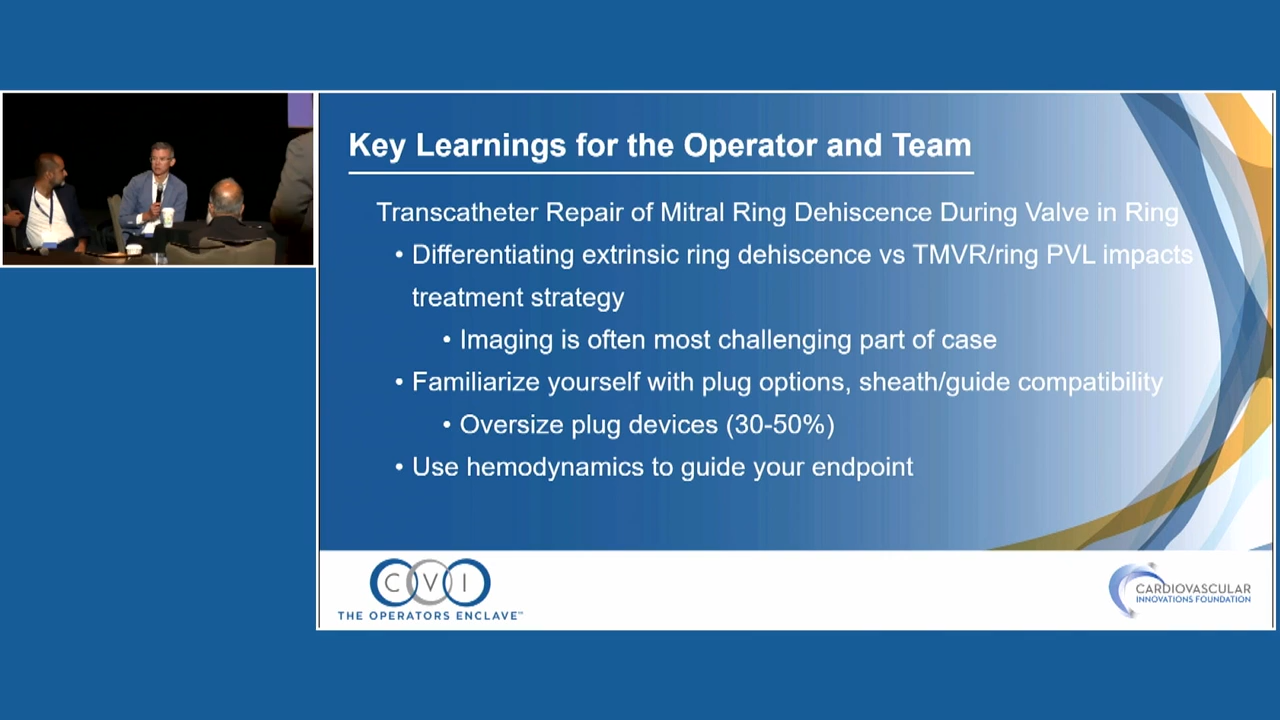 Key Learnings for the Operator and Team
Transcatheter Repair of Mitral Ring Dehiscence During Valve in Ring
• Differentiating extrinsic ring dehiscence vs TMVR/ring PVL impacts
treatment strategy
• Imaging is often most challenging part of case
• Familiarize yourself with plug options, sheath/guide compatibility
• Oversize plug devices (30-50%)
• Use hemodynamics to guide your endpoint
CVI
THE OPERATORS ENCLAVE™
CARDIOVASCULAR
INNOVATIONS FOUNDATION